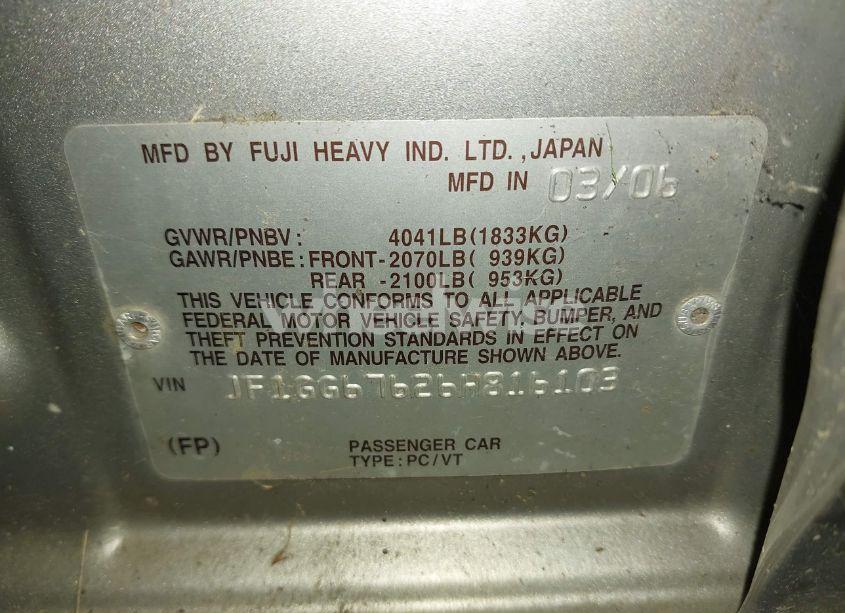 MFD BY FUJI HEAVY IND. LTD., JAPAN
MFD IN 03/06
GVWR/PNBV: 4041LB(1833KG)
GAWR/PNBE: FRONT-2070LB( 939KG)
REAR -2100LB( 953KG)
THIS VEHICLE CONFORMS TO ALL APPLICABLE
FEDERAL MOTOR VEHICLE SAFETY, BUMPER, AND
THEFT PREVENTION STANDARDS IN EFFECT ON
THE DATE OF MANUFACTURE SHOWN ABOVE.
VIN JF1GG67626H816103
(FP) PASSENGER CAR
TYPE: PC/VT